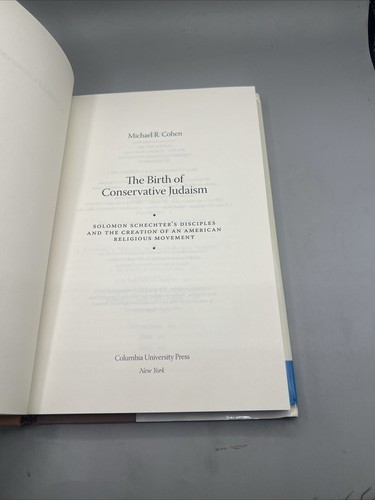 Michael R. Cohen
The Birth of
Conservative Judaism
SOLOMON SCHECHTER'S DISCIPLES
AND THE CREATION OF AN AMERICAN
RELIGIOUS MOVEMENT
Columbia University Press
New York